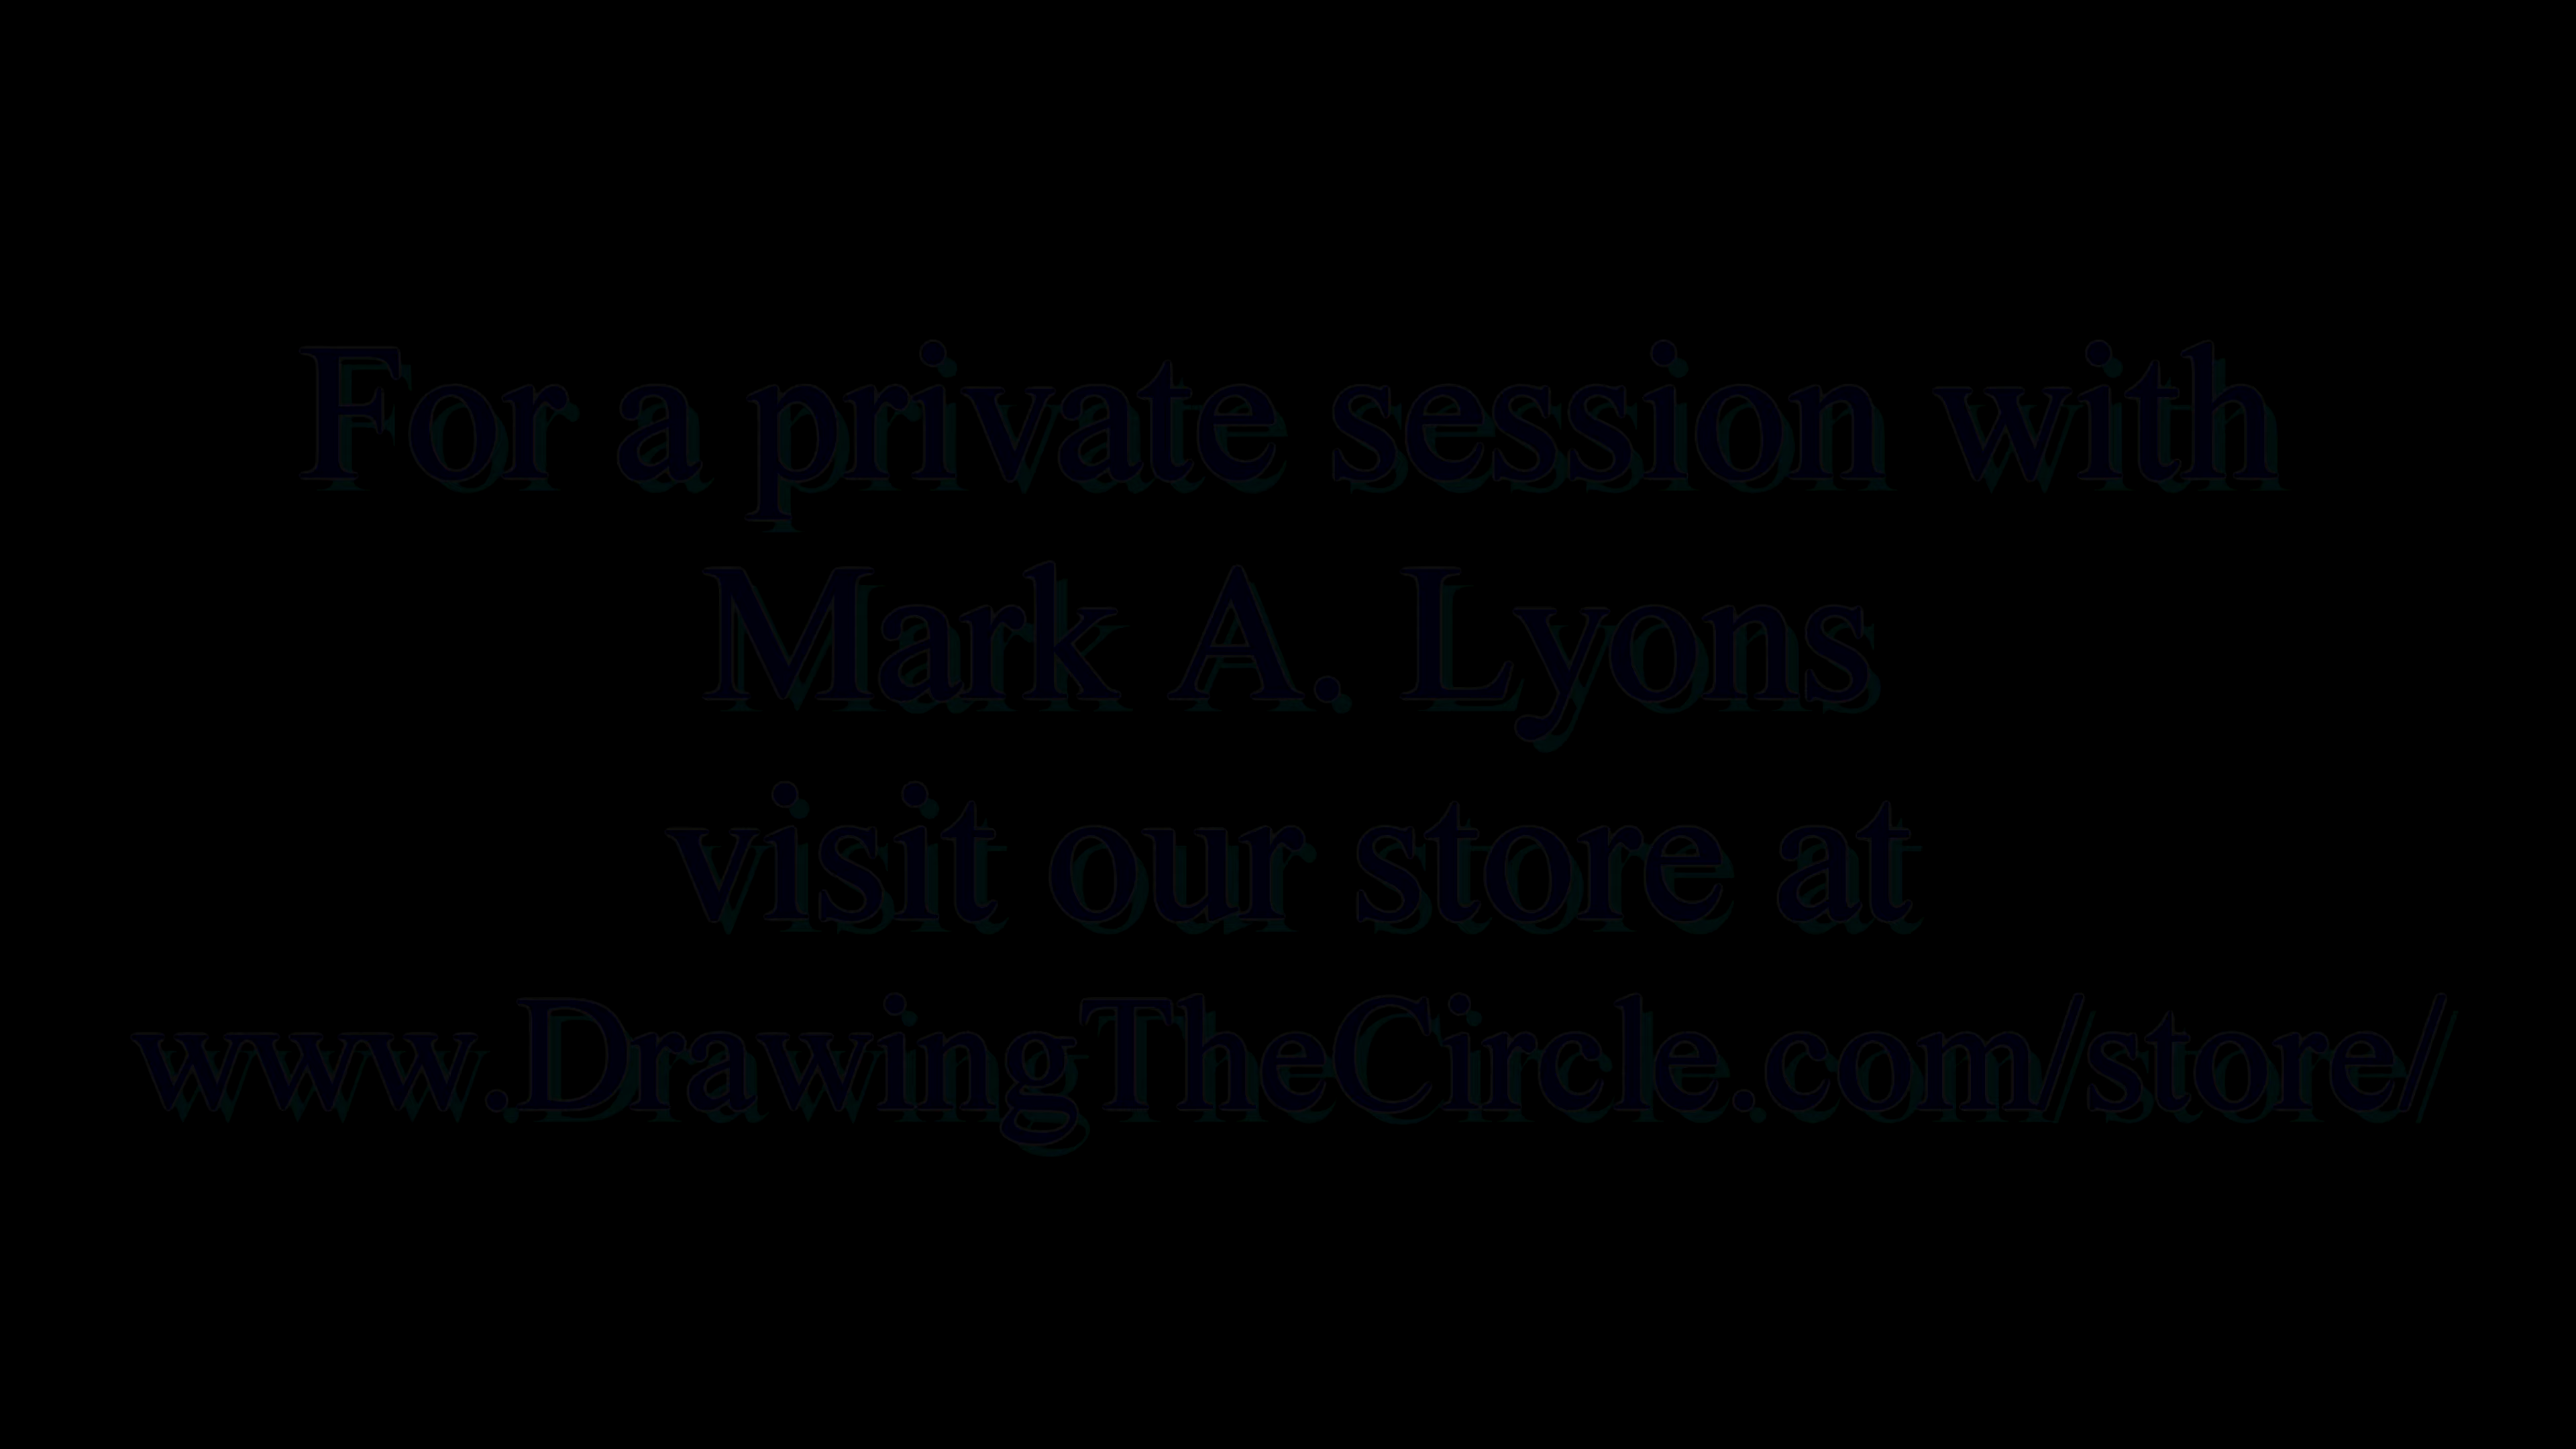 For a private session with
Mark A. Lyons
visit our store at
www.DrawingTheCircle.com/store/